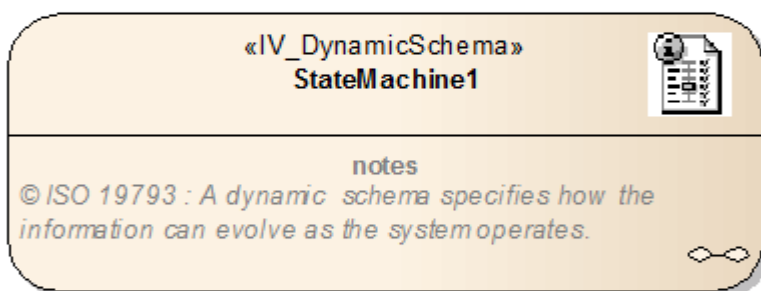 «IV_DynamicSchema»
StateMachine1
notes
© ISO 19793 : A dynamic schema specifies how the
information can evolve as the system operates.